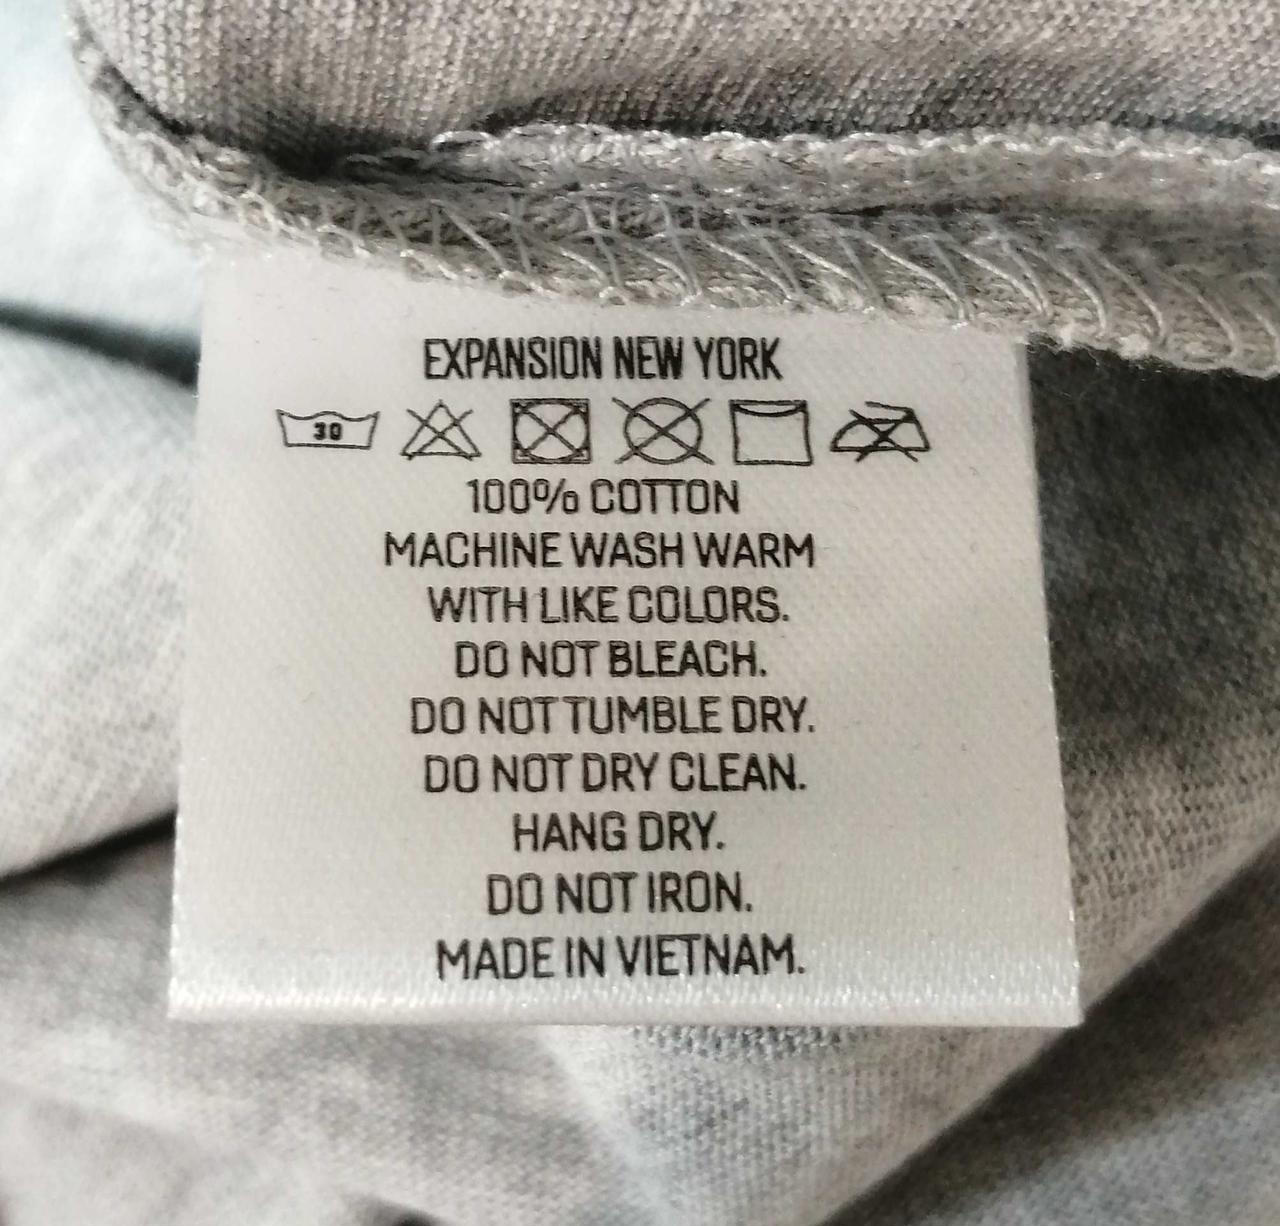 EXPANSION NEW YORK
30
100% COTTON
MACHINE WASH WARM
WITH LIKE COLORS.
DO NOT BLEACH.
DO NOT TUMBLE DRY.
DO NOT DRY CLEAN.
HANG DRY.
DO NOT IRON.
MADE IN VIETNAM.